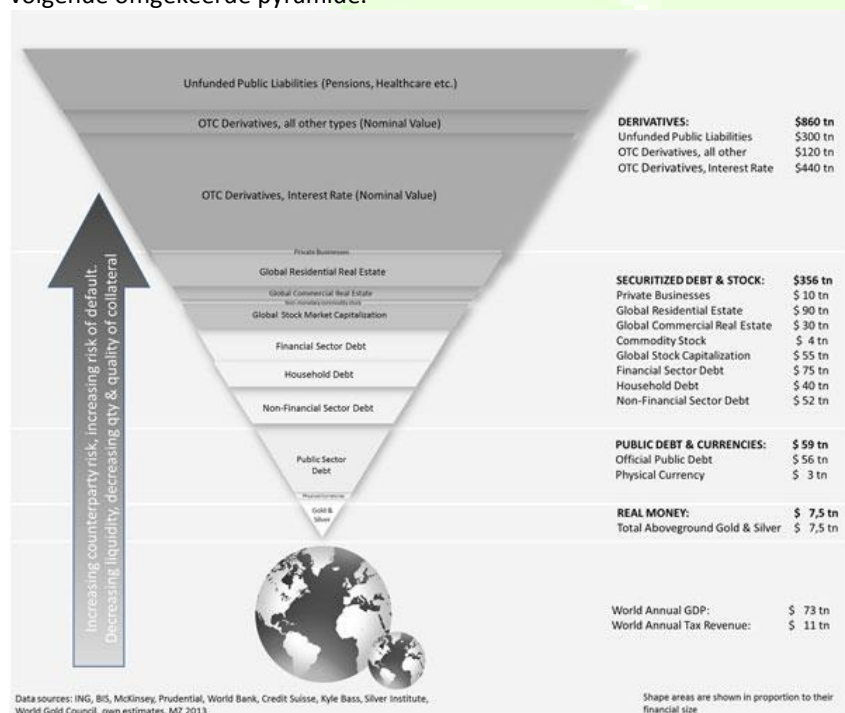 volgende omgekeerde pyramide:
Unfunded Public Liabilities (Pensions, Healthcare etc.)
OTC Derivatives, all other types (Nominal Value)
OTC Derivatives, Interest Rate (Nominal Value)
Private Businesses
Global Residential Real Estate
Global Commercial Real Estate
Non-monetary commodity stock
Global Stock Market Capitalization
Financial Sector Debt
Household Debt
Non-Financial Sector Debt
Public Sector
Debt
Physical Currencies
Gold &
Silver
Increasing counterparty risk, increasing risk of default.
Decreasing liquidity, decreasing qty & quality of collateral
DERIVATIVES: $860 tn
Unfunded Public Liabilities $300 tn
OTC Derivatives, all other $120 tn
OTC Derivatives, Interest Rate $440 tn
SECURITIZED DEBT & STOCK: $356 tn
Private Businesses $ 10 tn
Global Residential Estate $ 90 tn
Global Commercial Real Estate $ 30 tn
Commodity Stock $ 4 tn
Global Stock Capitalization $ 55 tn
Financial Sector Debt $ 75 tn
Household Debt $ 40 tn
Non-Financial Sector Debt $ 52 tn
PUBLIC DEBT & CURRENCIES: $ 59 tn
Official Public Debt $ 56 tn
Physical Currency $ 3 tn
REAL MONEY: $ 7,5 tn
Total Aboveground Gold & Silver $ 7,5 tn
World Annual GDP: $ 73 tn
World Annual Tax Revenue: $ 11 tn
Data sources: ING, BIS, McKinsey, Prudential, World Bank, Credit Suisse, Kyle Bass, Silver Institute,
World Gold Council, own estimates, MZ 2013
Shape areas are shown in proportion to their
financial size